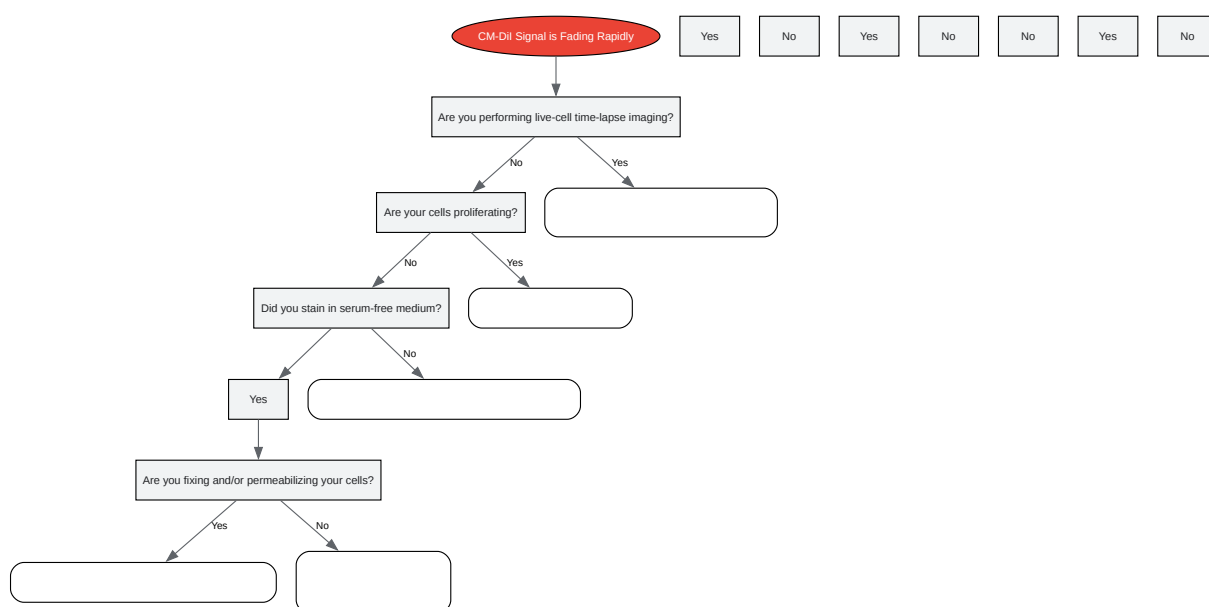 CM-DiI Signal is Fading Rapidly
Yes
No
Yes
No
No
Yes
No
Are you performing live-cell time-lapse imaging?
No
Yes
Are your cells proliferating?
No
Yes
Did you stain in serum-free medium?
No
Yes
Are you fixing and/or permeabilizing your cells?
Yes
No